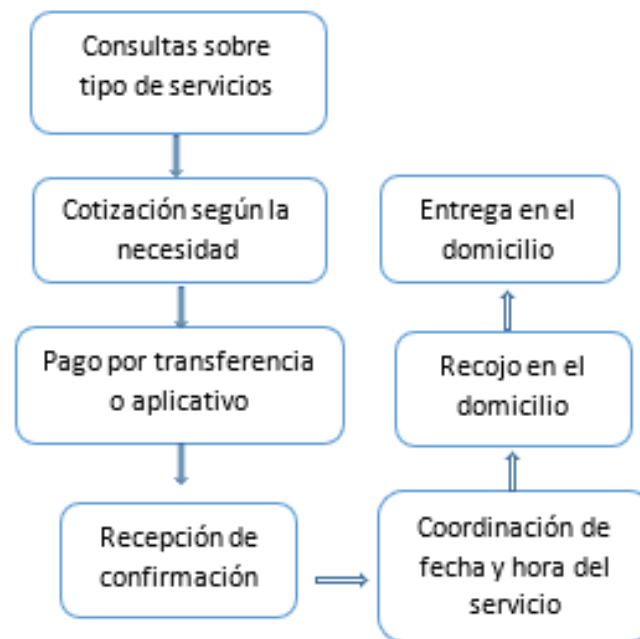 Consultas sobre
tipo de servicios
Cotización según la
necesidad
Pago por transferencia
o aplicativo
Recepción de
confirmación
Coordinación de
fecha y hora del
servicio
Recojo en el
domicilio
Entrega en el
domicilio